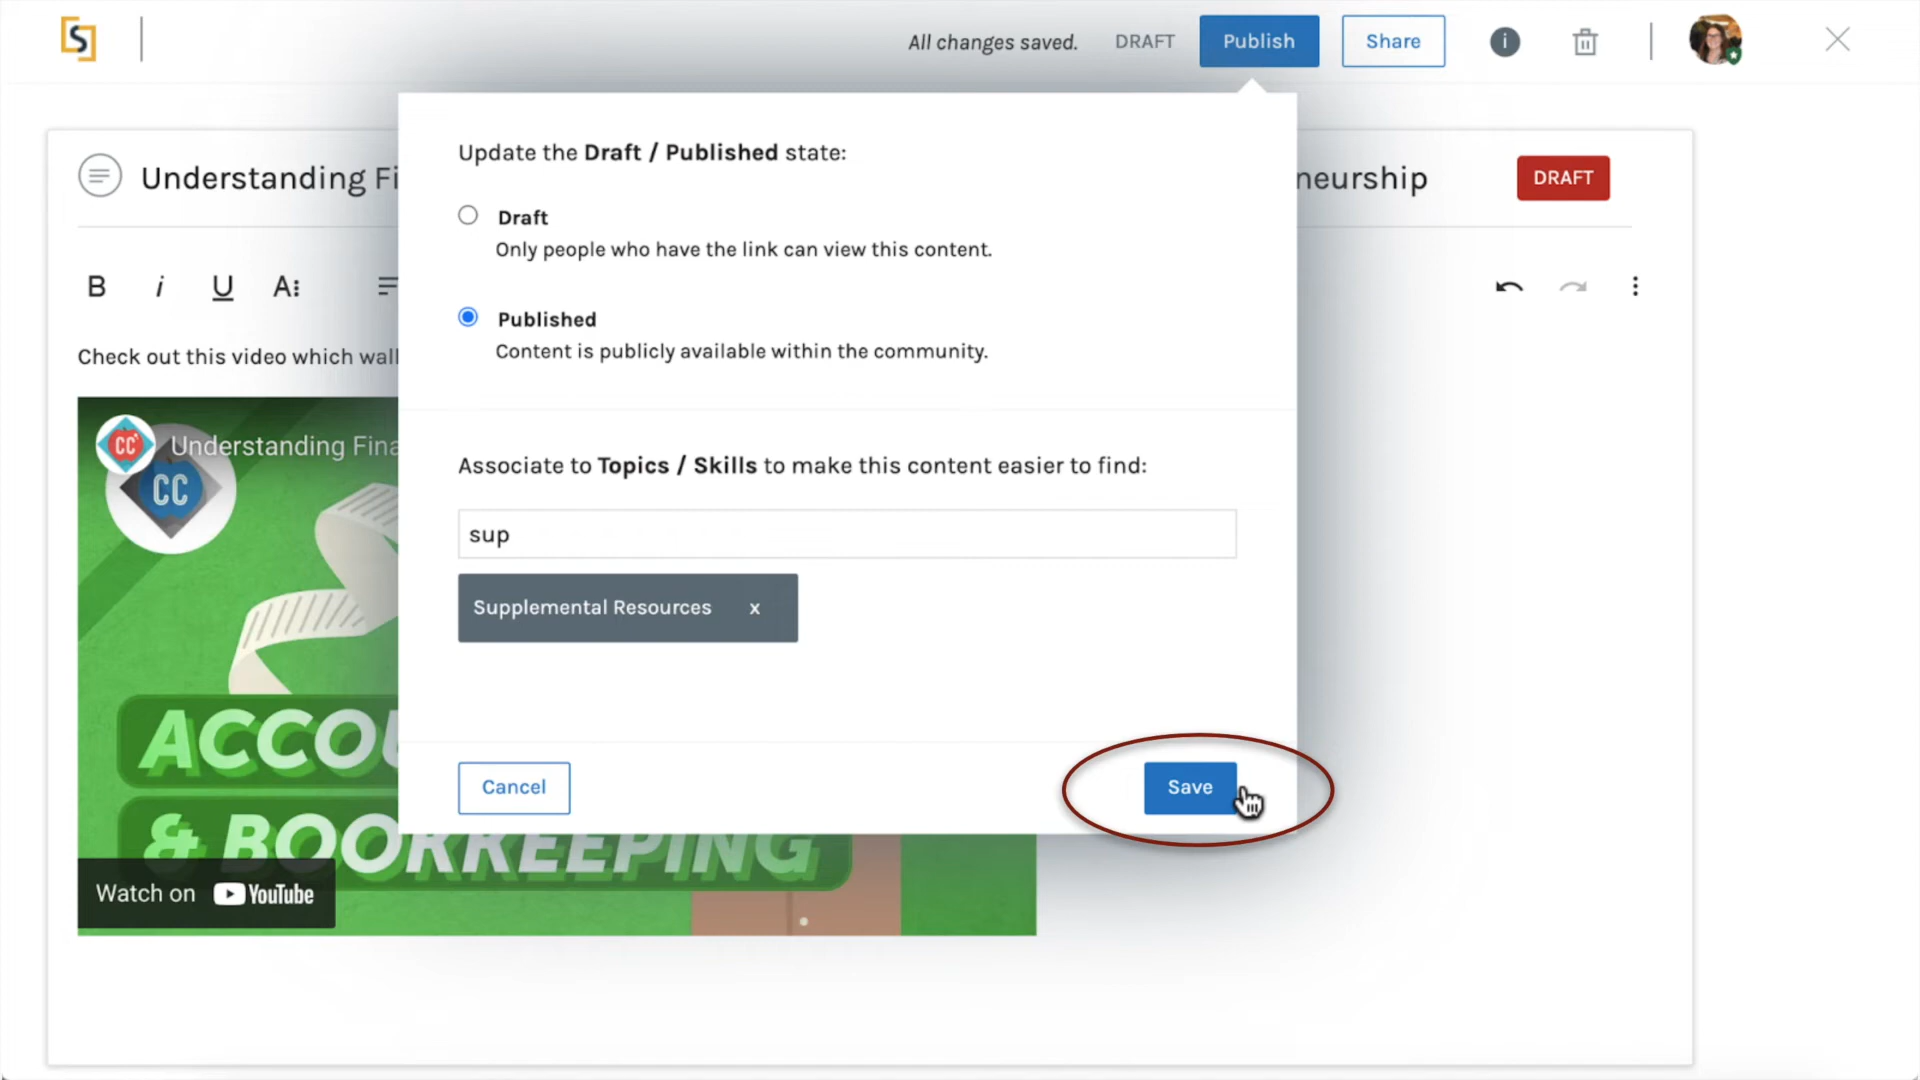 All changes saved. DRAFT Publish Share
Update the Draft / Published state:
Understanding Fi
neurship DRAFT
Draft
Only people who have the link can view this content.
B i U A
Published
Content is publicly available within the community.
Check out this video which wall
CC Understanding Fina
CC
Associate to Topics / Skills to make this content easier to find:
sup
Supplemental Resources x
ACCOU
Cancel Save
& BOOKKEEPING
Watch on YouTube